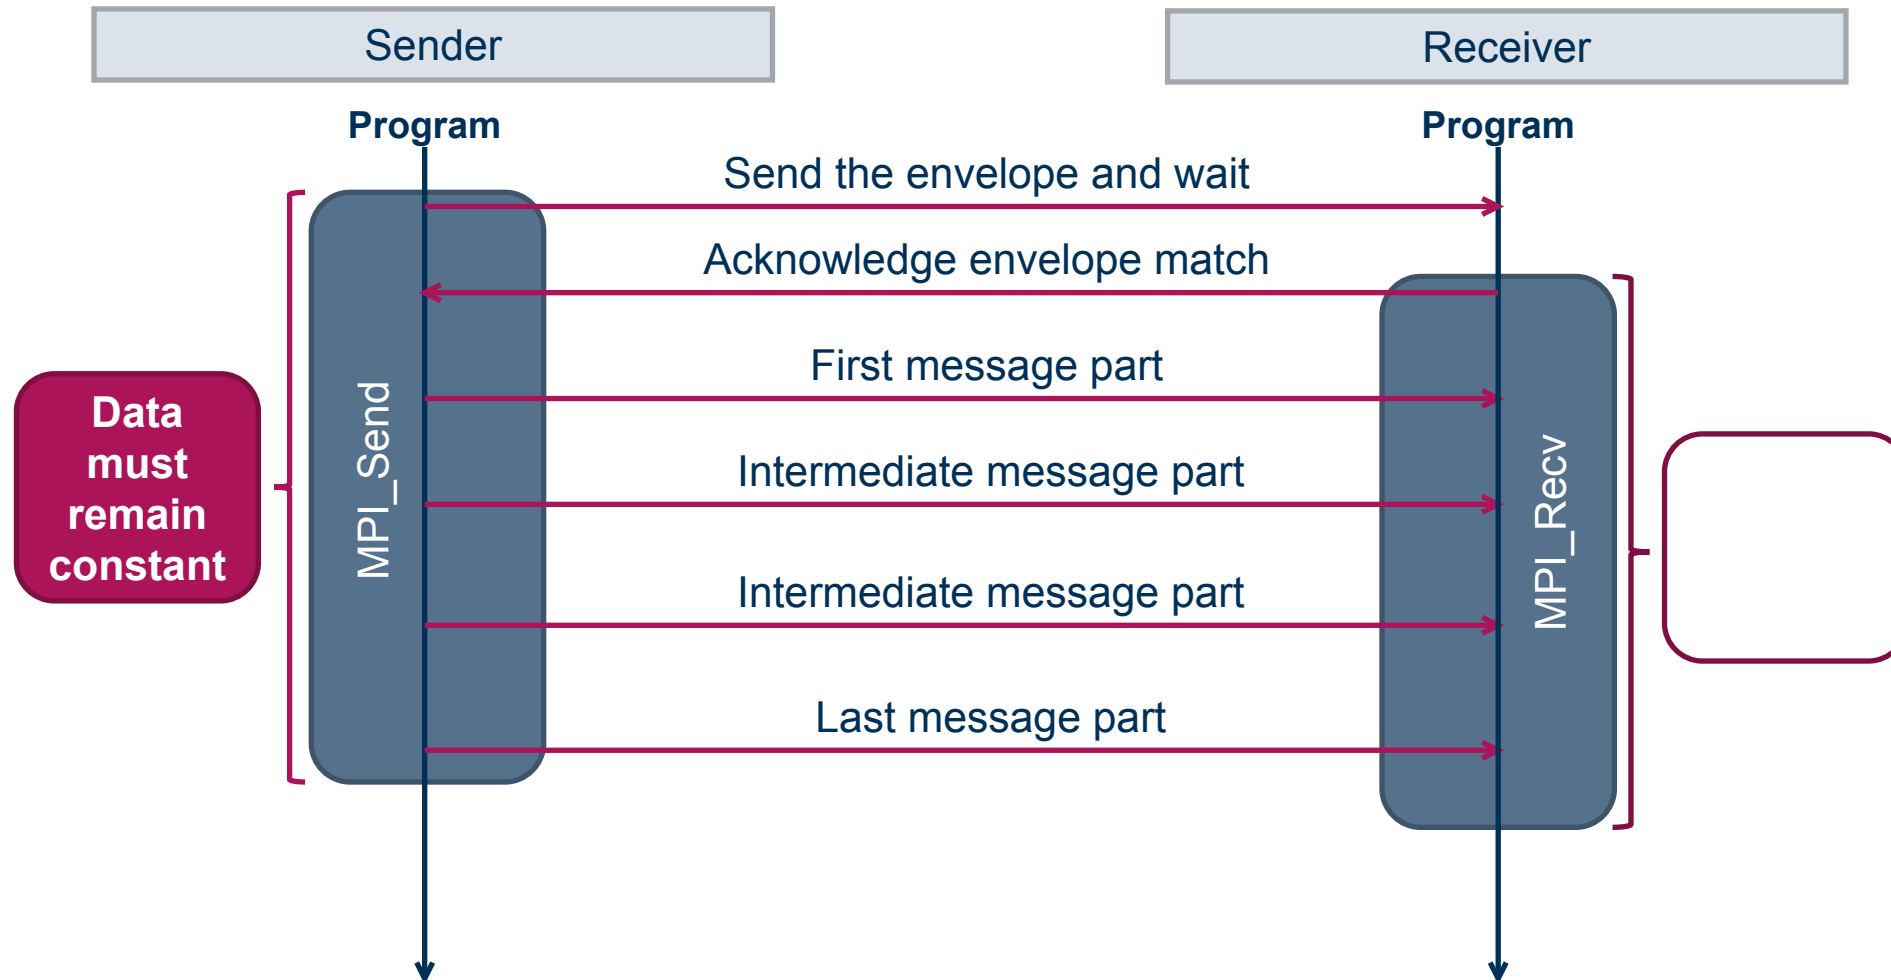 Sender
Receiver
Program
Program
Send the envelope and wait
Acknowledge envelope match
First message part
Data
must
remain
constant
MPI_Send
Intermediate message part
MPI_Recv
Intermediate message part
Last message part